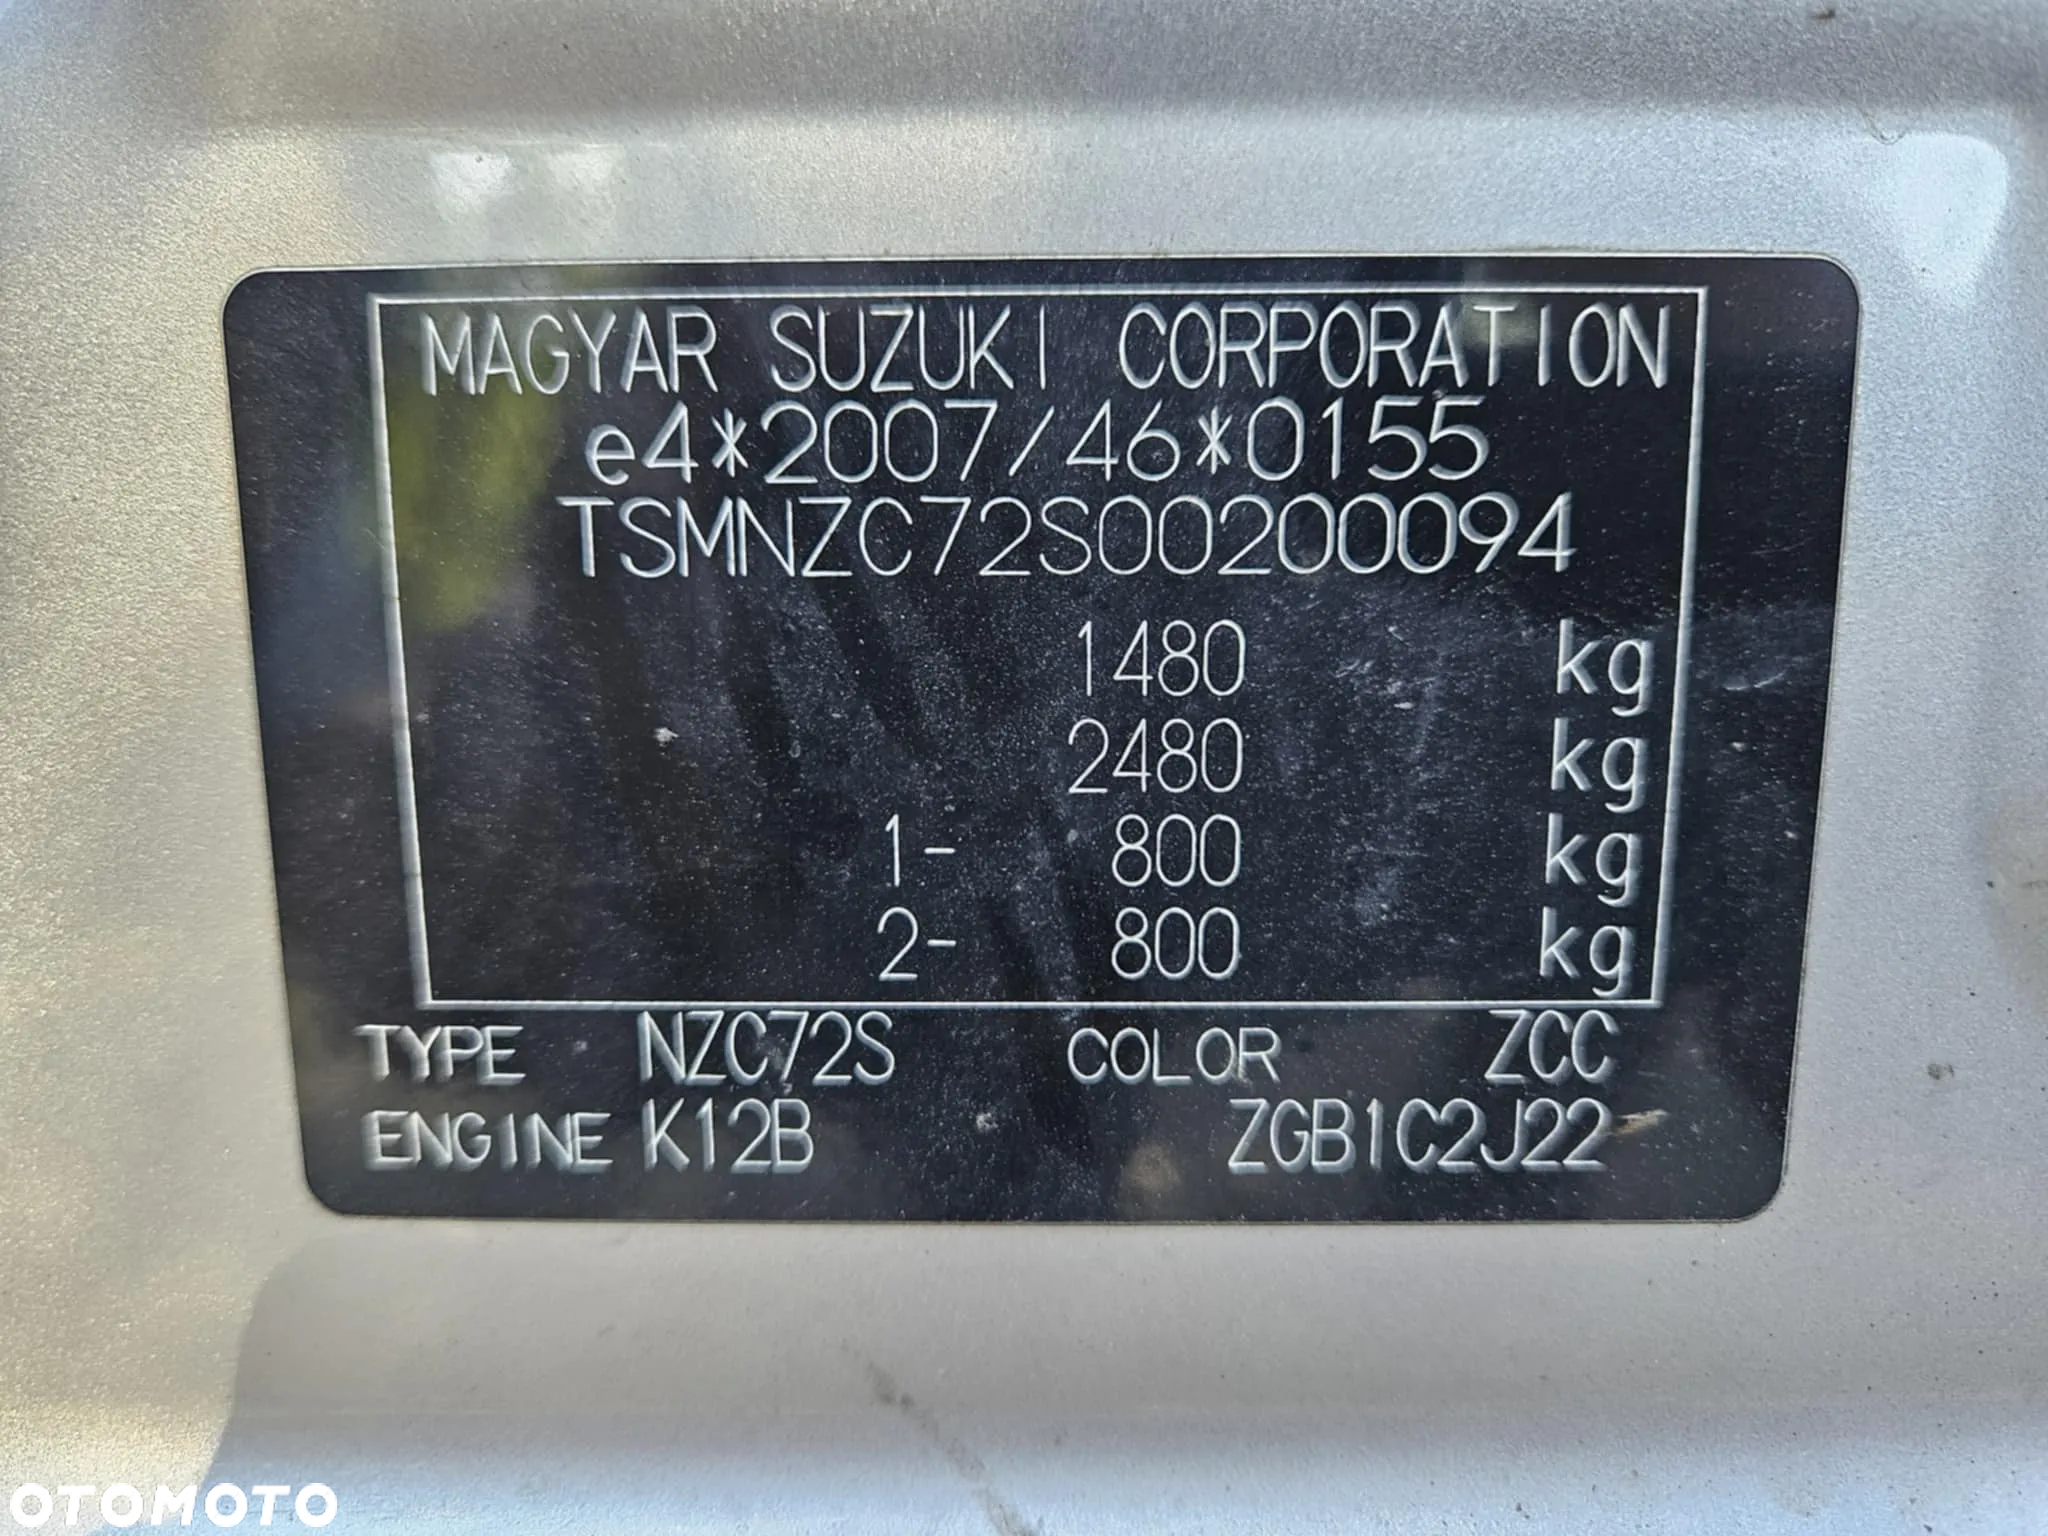 MAGYAR SUZUKI CORPORATION
e4*2007/46*0155
TSMNZC72S00200094
1480 kg
2480 kg
1- 800 kg
2- 800 kg
TYPE NZC72S COLOR ZCC
ENGINE K12B ZGB1C2J22
OTOMOTO